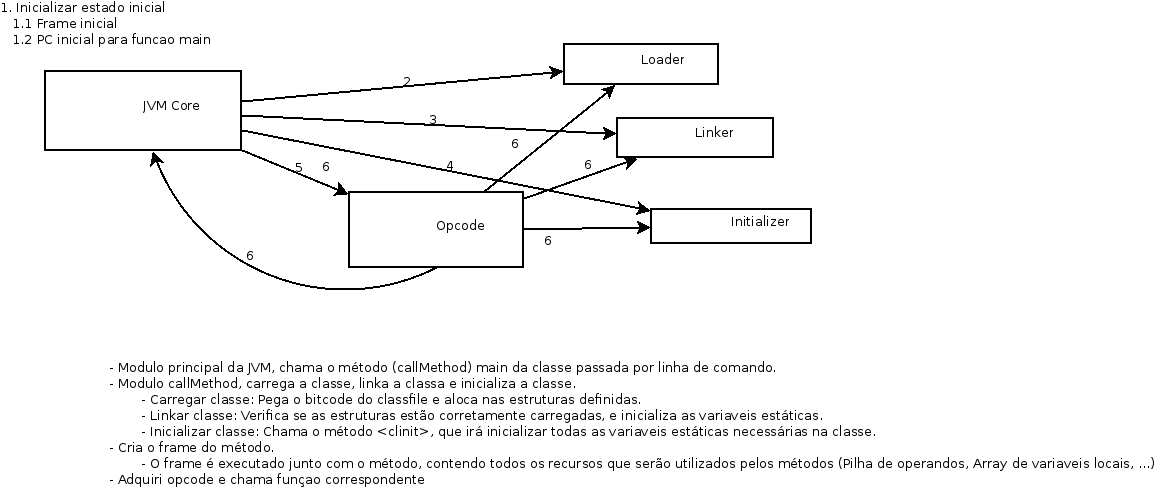 1. Inicializar estado inicial
1.1 Frame inicial
1.2 PC inicial para funcao main
Loader
JVM Core
2
3
Linker
6
5
6
4
6
Opcode
Initializer
6
6
- Modulo principal da JVM, chama o método (callMethod) main da classe passada por linha de comando.
- Modulo callMethod, carrega a classe, linka a classa e inicializa a classe.
- Carregar classe: Pega o bitcode do classfile e aloca nas estruturas definidas.
- Linkar classe: Verifica se as estruturas estão corretamente carregadas, e inicializa as variaveis estáticas.
- Inicializar classe: Chama o método <clinit>, que irá inicializar todas as variaveis estáticas necessárias na classe.
- Cria o frame do método.
- O frame é executado junto com o método, contendo todos os recursos que serão utilizados pelos métodos (Pilha de operandos, Array de variaveis locais, ...)
- Adquiri opcode e chama funçao correspondente